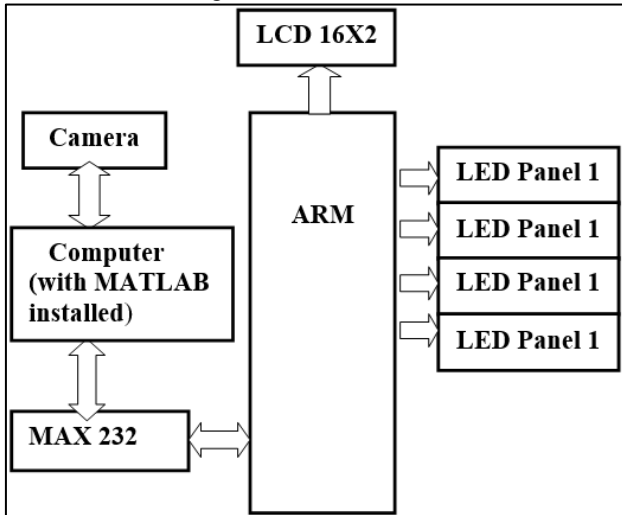 LCD 16X2
Camera
ARM
LED Panel 1
LED Panel 1
LED Panel 1
LED Panel 1
Computer
(with MATLAB
installed)
MAX 232